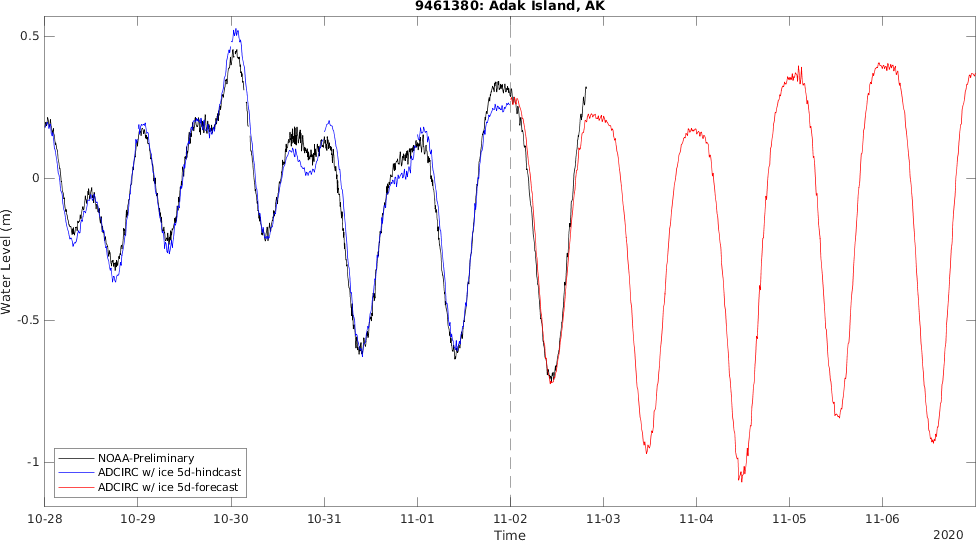 9461380: Adak Island, AK
Water Level (m)
0.5
0
-0.5
-1
NOAA-Preliminary
ADCIRC w/ ice 5d-hindcast
ADCIRC w/ ice 5d-forecast
10-28 10-29 10-30 10-31 11-01 11-02 11-03 11-04 11-05 11-06
Time
2020